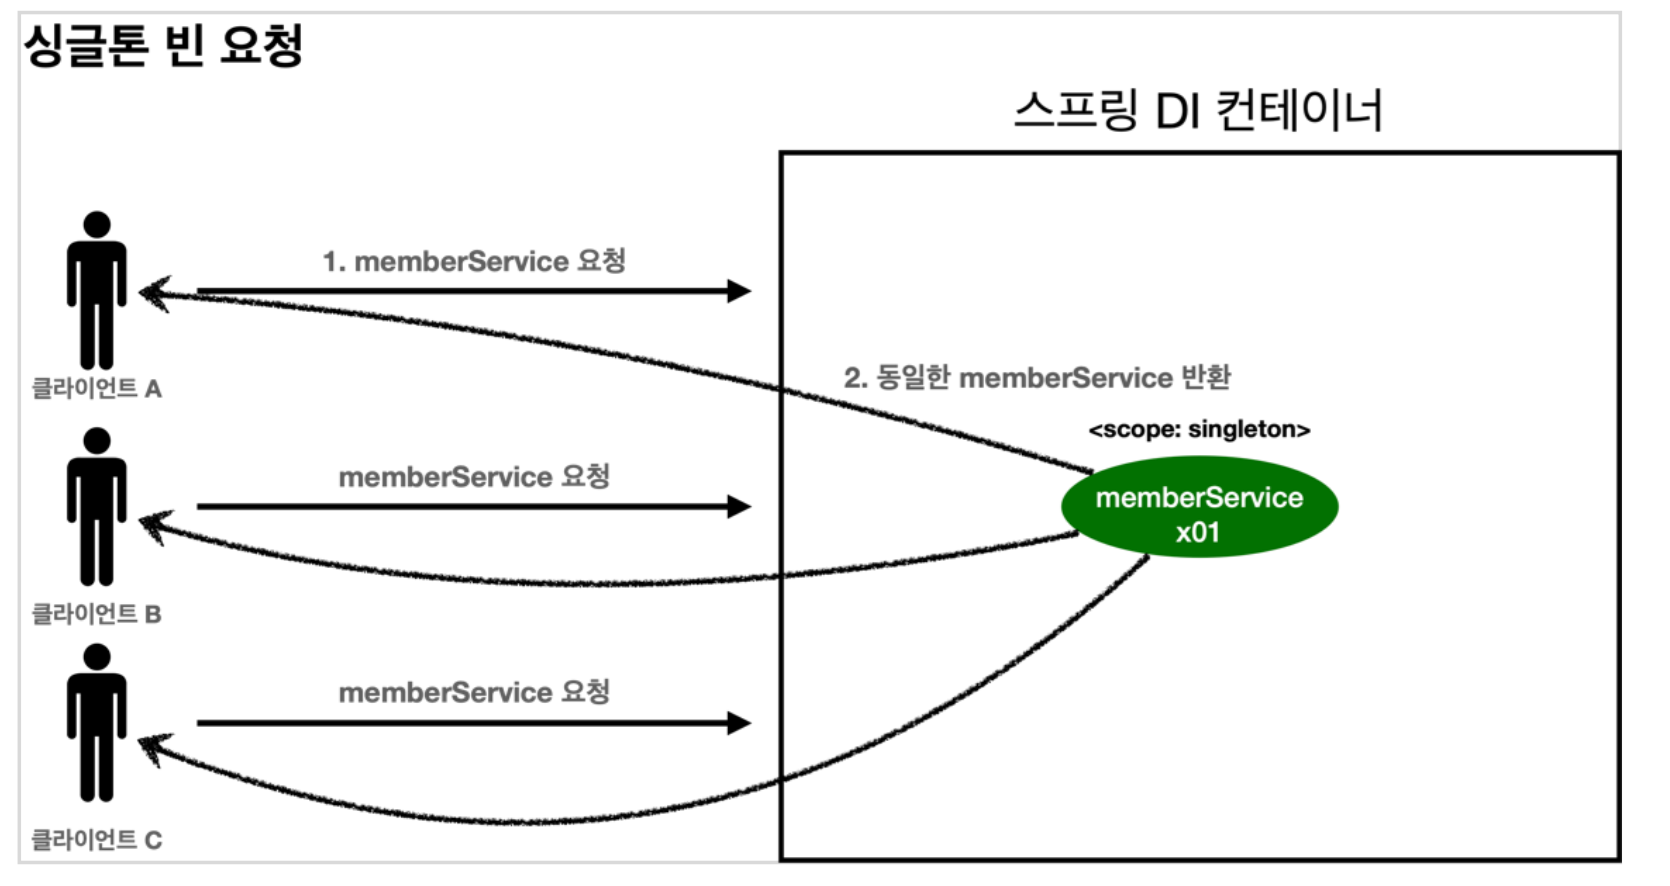 싱글톤 빈 요청
스프링 DI 컨테이너
1. memberService 요청
클라이언트 A
2. 동일한 memberService 반환
<scope: singleton>
memberService
x01
memberService 요청
클라이언트 B
memberService 요청
클라이언트 C